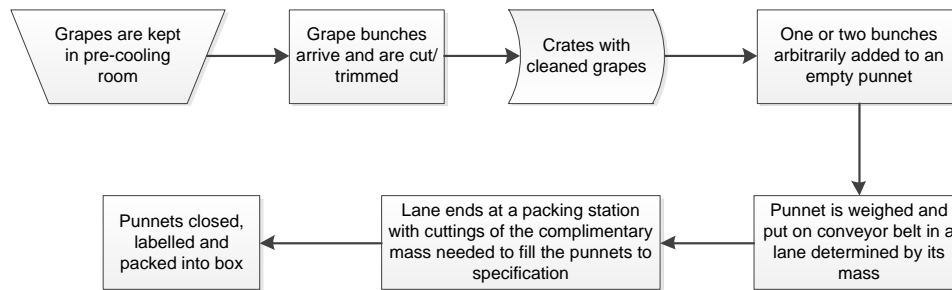 Grapes are kept
in pre-cooling
room
Grape bunches
arrive and are cut/
trimmed
Crates with
cleaned grapes
One or two bunches
arbitrarily added to an
empty punnet
Punnet is weighed and
put on conveyor belt in a
lane determined by its
mass
Lane ends at a packing station
with cuttings of the complimentary
mass needed to fill the punnets to
specification
Punnets closed,
labelled and
packed into box